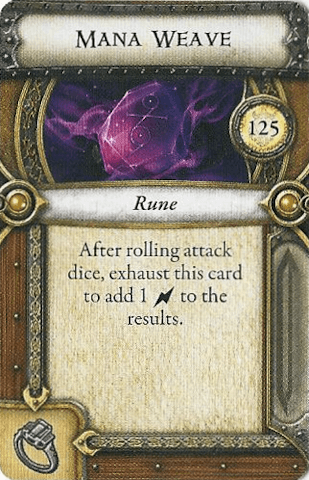 Mana Weave
125
Rune
After rolling attack
dice, exhaust this card
to add 1 to the
results.